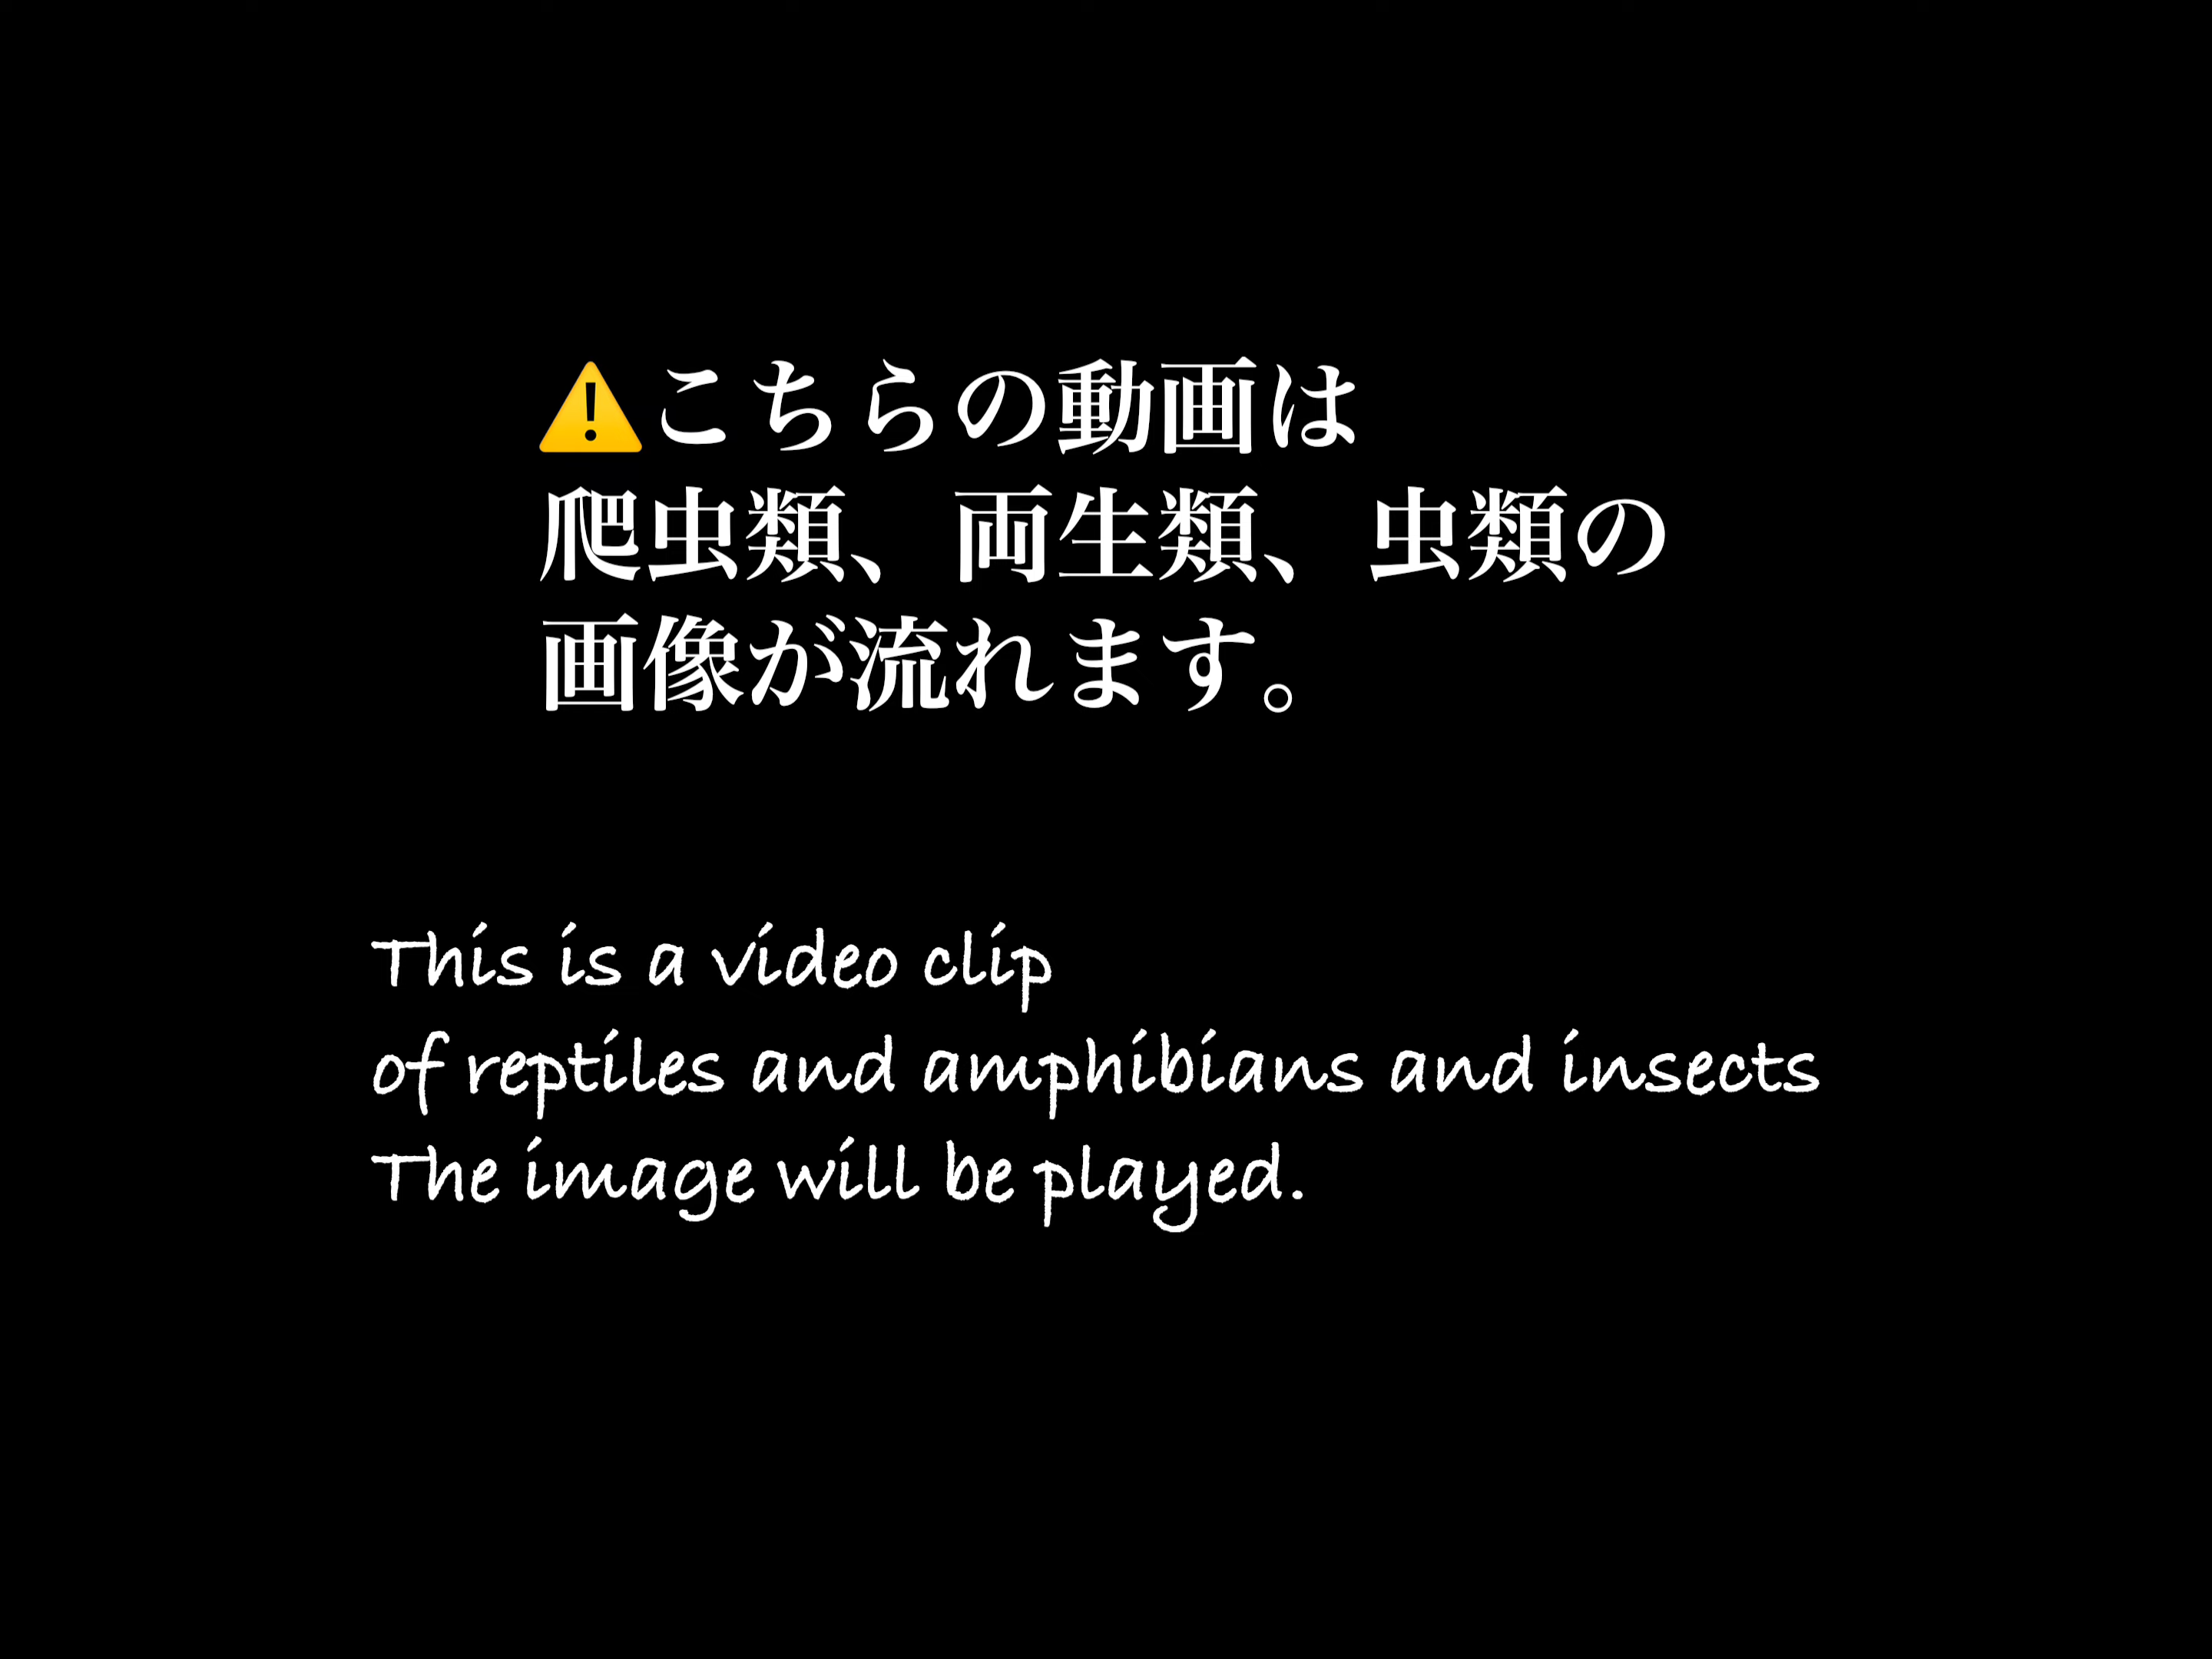 ⚠️こちらの動画は
爬虫類、両生類、虫類の
画像が流れます。
This is a video clip
of reptiles and amphibians and insects
The image will be played.